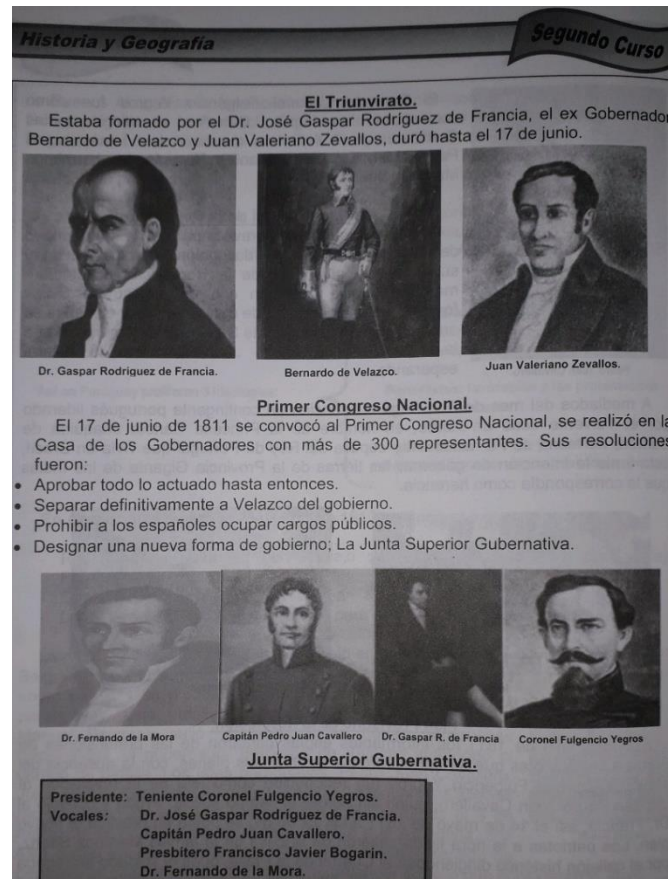 Historia y Geografía
Segundo Curso
El Triunvirato.
Estaba formado por el Dr. José Gaspar Rodríguez de Francia, el ex Gobernador
Bernardo de Velazco y Juan Valeriano Zevallos, duró hasta el 17 de junio.
Dr. Gaspar Rodríguez de Francia.
Bernardo de Velazco.
Juan Valeriano Zevallos.
Primer Congreso Nacional.
El 17 de junio de 1811 se convocó al Primer Congreso Nacional, se realizó en la
Casa de los Gobernadores con más de 300 representantes. Sus resoluciones
fueron:
• Aprobar todo lo actuado hasta entonces.
• Separar definitivamente a Velazco del gobierno.
• Prohibir a los españoles ocupar cargos públicos.
• Designar una nueva forma de gobierno; La Junta Superior Gubernativa.
Dr. Fernando de la Mora
Capitán Pedro Juan Cavallero
Dr. Gaspar R. de Francia
Coronel Fulgencio Yegros
Junta Superior Gubernativa.
Presidente: Teniente Coronel Fulgencio Yegros.
Vocales: Dr. José Gaspar Rodríguez de Francia.
Capitán Pedro Juan Cavallero.
Presbítero Francisco Javier Bogarín.
Dr. Fernando de la Mora.